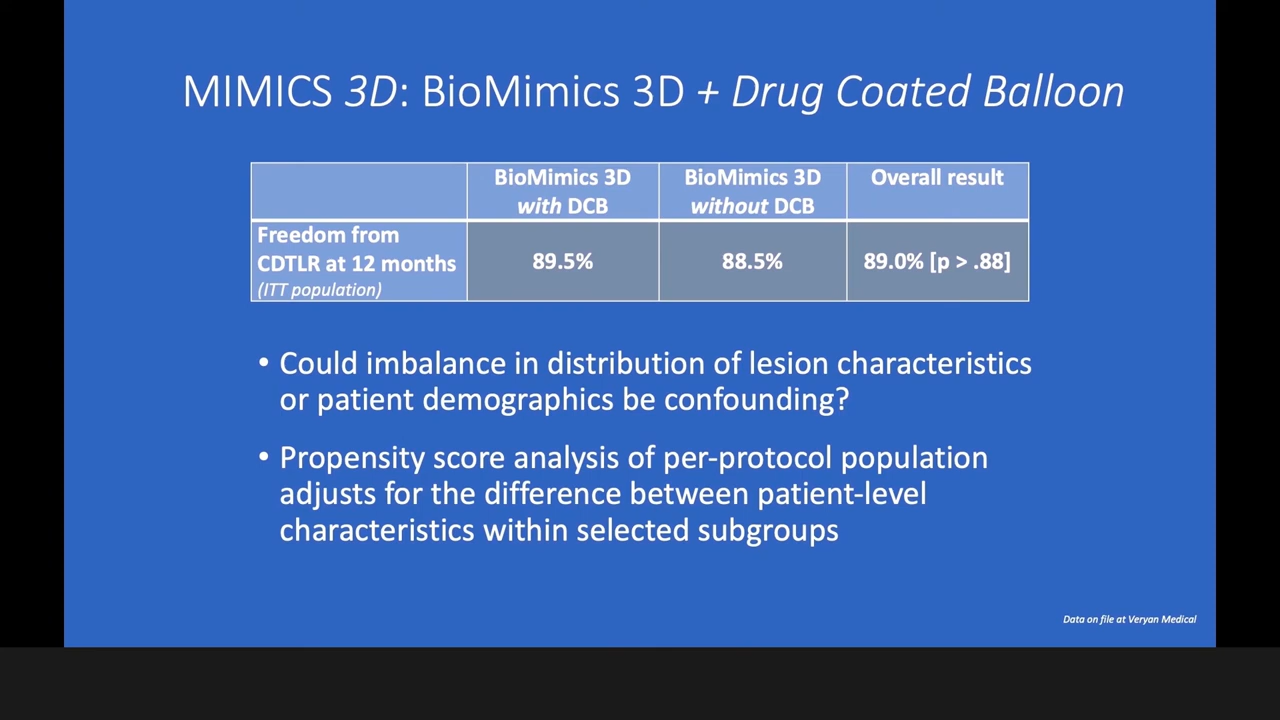 MIMICS 3D: BioMimics 3D + Drug Coated Balloon
BioMimics 3D
with DCB
BioMimics 3D
without DCB
Overall result
Freedom from
CDTLR at 12 months
(ITT population)
89.5%
88.5%
89.0% [p > .88]
• Could imbalance in distribution of lesion characteristics
or patient demographics be confounding?
• Propensity score analysis of per-protocol population
adjusts for the difference between patient-level
characteristics within selected subgroups
Data on file at Veryan Medical